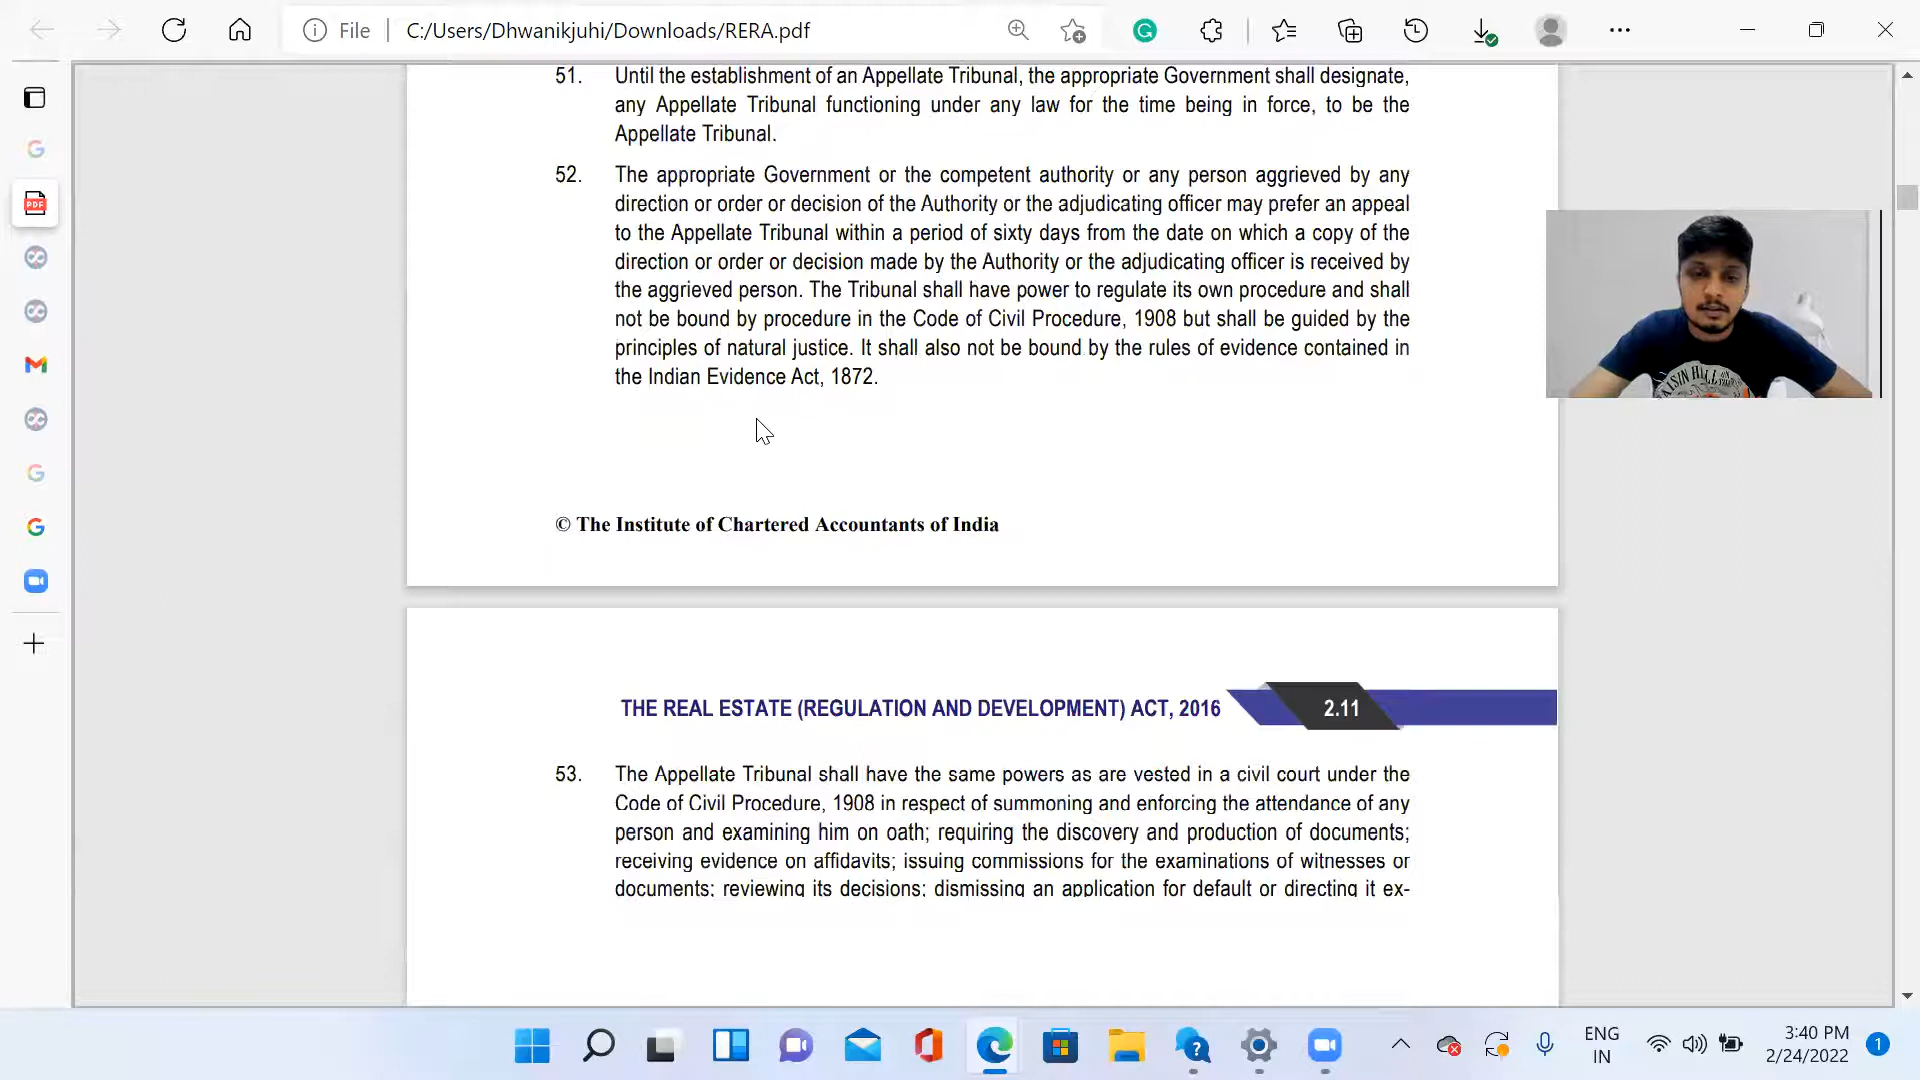 File
C:/Users/Dhwanikjuhi/Downloads/RERA.pdf
51. Until the establishment of an Appellate Tribunal, the appropriate Government shall designate,
any Appellate Tribunal functioning under any law for the time being in force, to be the
Appellate Tribunal.
52. The appropriate Government or the competent authority or any person aggrieved by any
direction or order or decision of the Authority or the adjudicating officer may prefer an appeal
to the Appellate Tribunal within a period of sixty days from the date on which a copy of the
direction or order or decision made by the Authority or the adjudicating officer is received by
the aggrieved person. The Tribunal shall have power to regulate its own procedure and shall
not be bound by procedure in the Code of Civil Procedure, 1908 but shall be guided by the
principles of natural justice. It shall also not be bound by the rules of evidence contained in
the Indian Evidence Act, 1872.
© The Institute of Chartered Accountants of India
THE REAL ESTATE (REGULATION AND DEVELOPMENT) ACT, 2016 2.11
53. The Appellate Tribunal shall have the same powers as are vested in a civil court under the
Code of Civil Procedure, 1908 in respect of summoning and enforcing the attendance of any
person and examining him on oath; requiring the discovery and production of documents;
receiving evidence on affidavits; issuing commissions for the examinations of witnesses or
documents; reviewing its decisions; dismissing an application for default or directing it ex-
PDF
ENG
IN
3:40 PM
2/24/2022
1